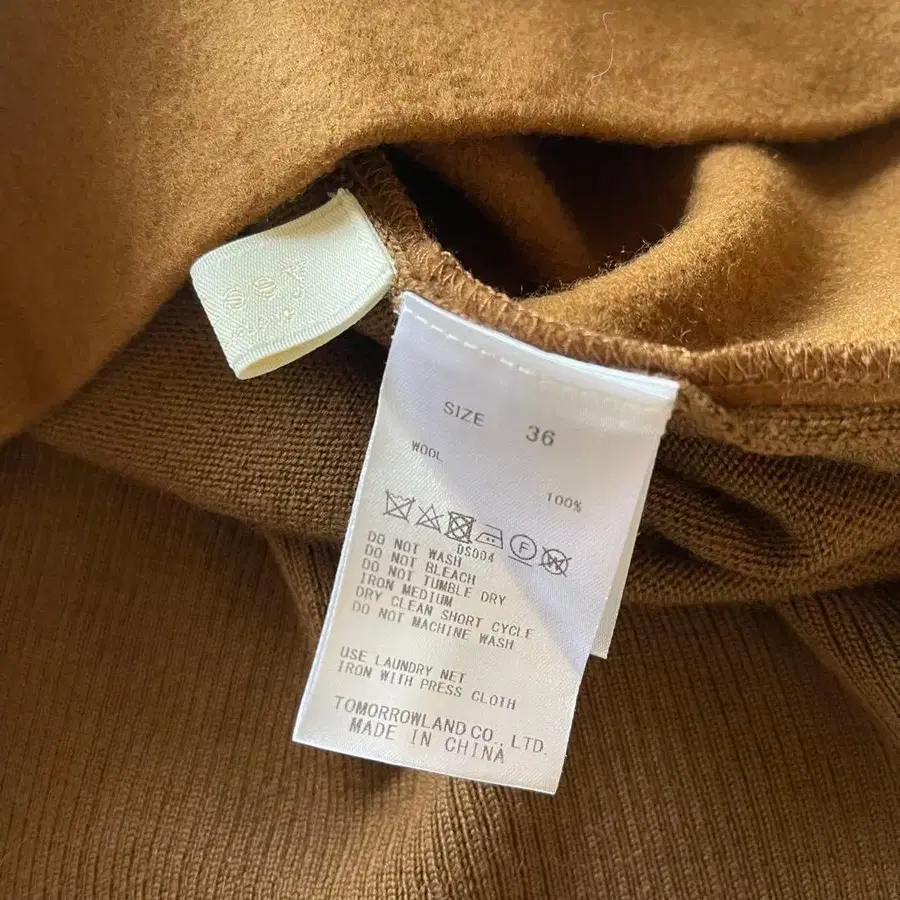 SIZE 36
WOOL
100%
F W
DS004
DO NOT WASH
DO NOT BLEACH
DO NOT TUMBLE DRY
IRON MEDIUM
DRY CLEAN SHORT CYCLE
DO NOT MACHINE WASH
USE LAUNDRY NET
IRON WITH PRESS CLOTH
TOMORROWLAND CO., LTD.
MADE IN CHINA